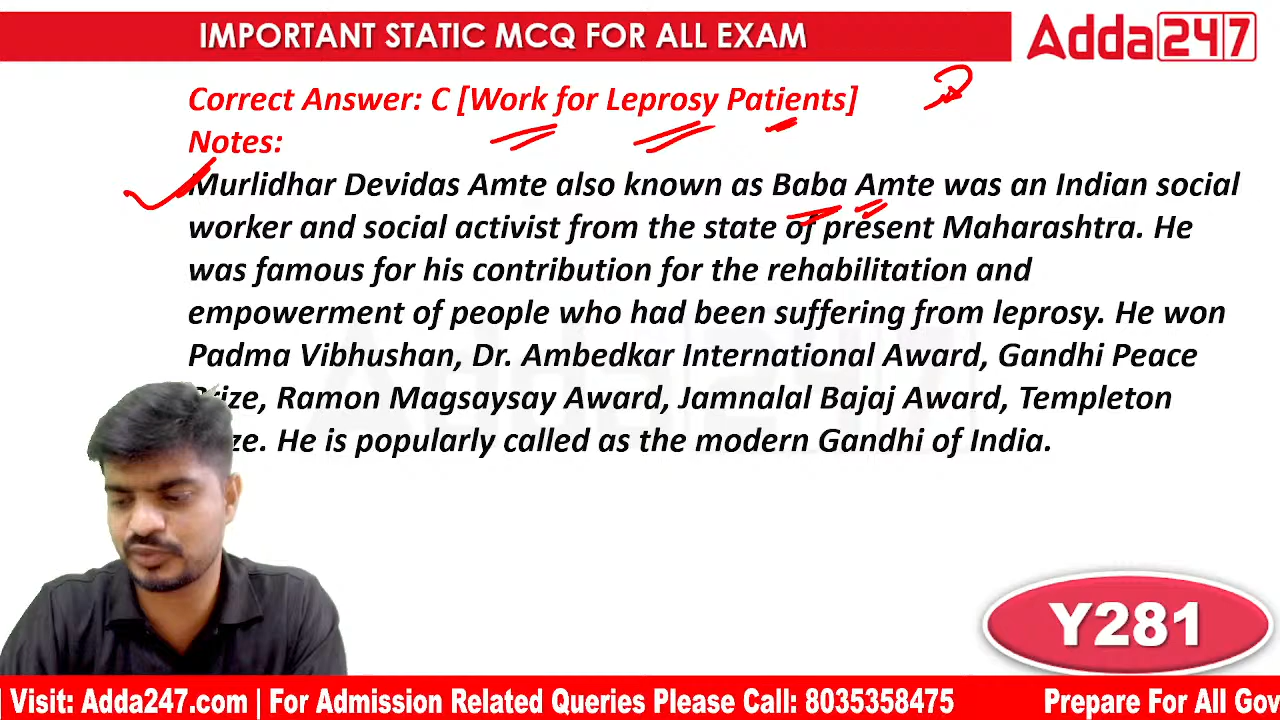 IMPORTANT STATIC MCQ FOR ALL EXAM
Adda247
Correct Answer: C [Work for Leprosy Patients]
Notes:
Murlidhar Devidas Amte also known as Baba Amte was an Indian social
worker and social activist from the state of present Maharashtra. He
was famous for his contribution for the rehabilitation and
empowerment of people who had been suffering from leprosy. He won
Padma Vibhushan, Dr. Ambedkar International Award, Gandhi Peace
Prize, Ramon Magsaysay Award, Jamnalal Bajaj Award, Templeton
He is popularly called as the modern Gandhi of India.
Y281
Visit: Adda247.com | For Admission Related Queries Please Call: 8035358475 Prepare For All Gov